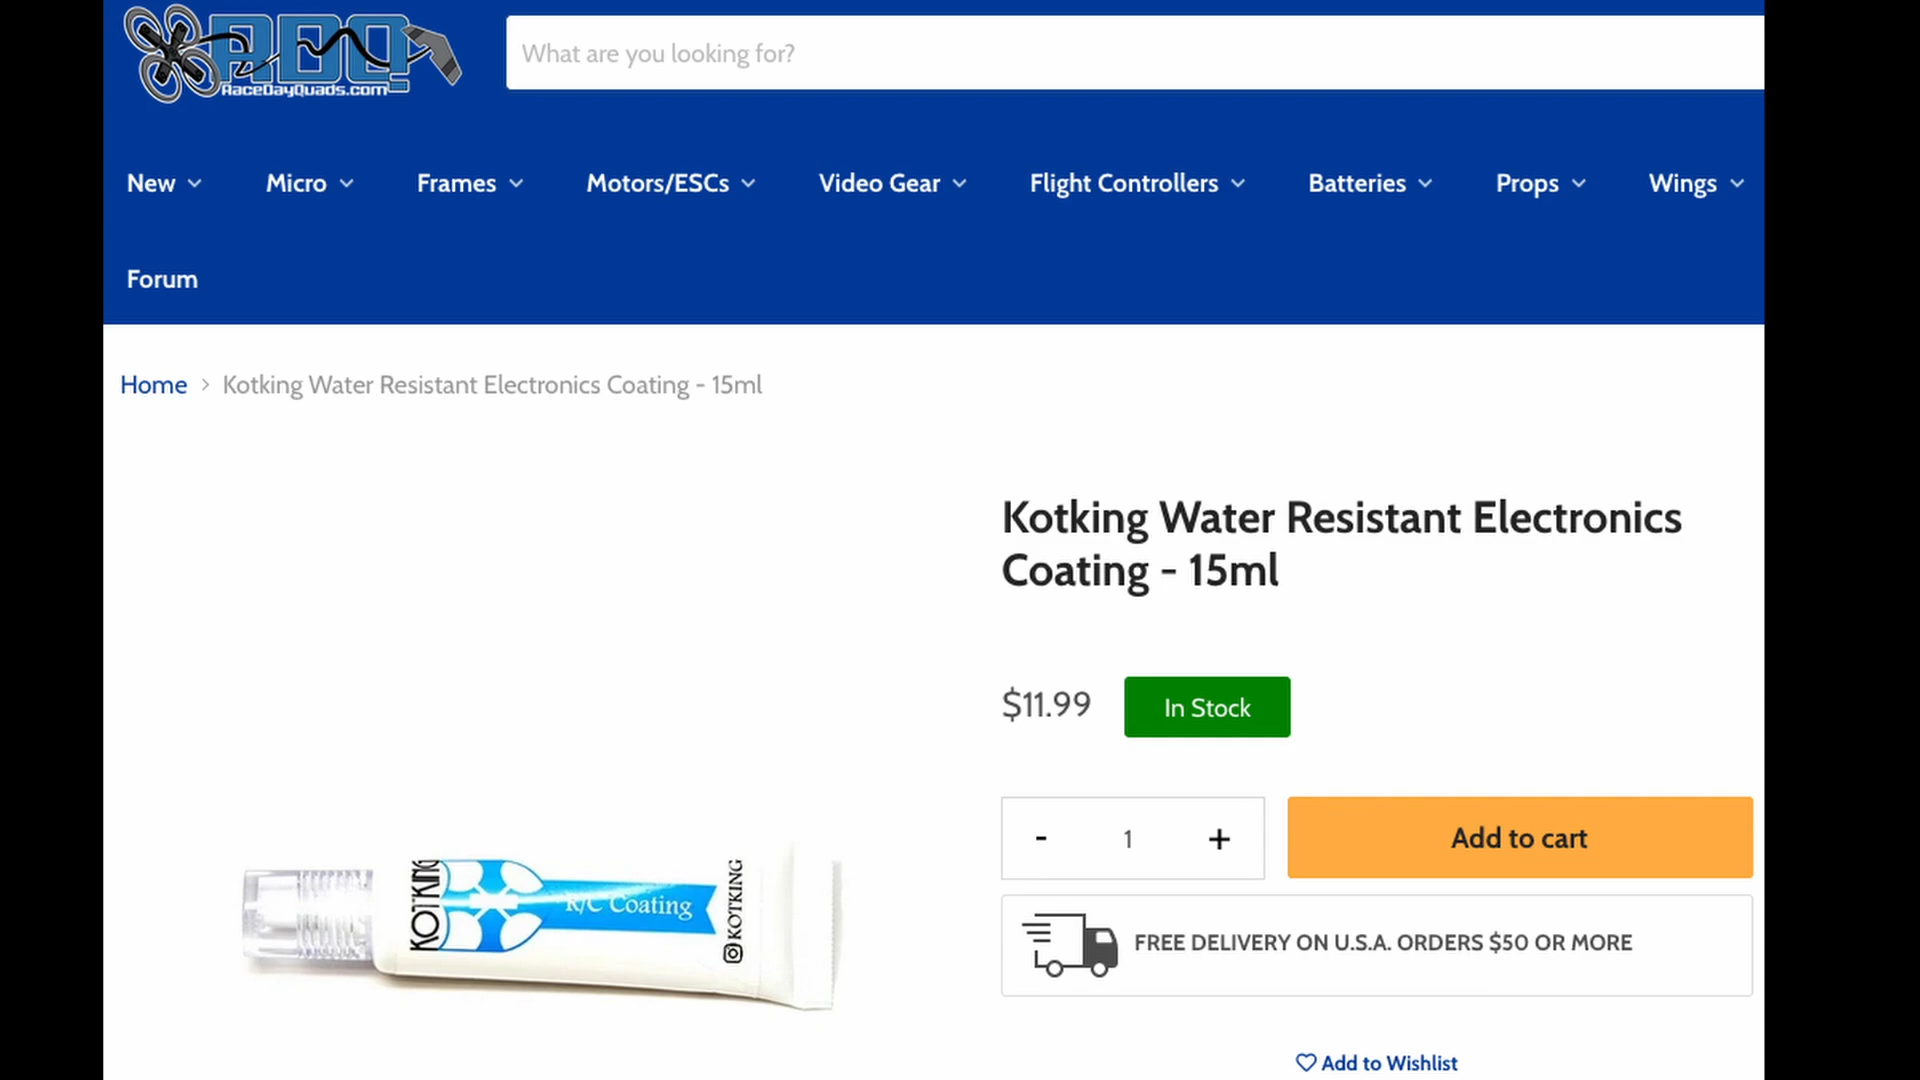 RDQ
RaceDayQuads.com
What are you looking for?
New
Micro
Frames
Motors/ESCs
Video Gear
Flight Controllers
Batteries
Props
Wings
Forum
Home > Kotking Water Resistant Electronics Coating - 15ml
Kotking Water Resistant Electronics
Coating - 15ml
$11.99
In Stock
- 1 +
Add to cart
FREE DELIVERY ON U.S.A. ORDERS $50 OR MORE
Add to Wishlist
KOTKING
R/C Coating
KOTKING